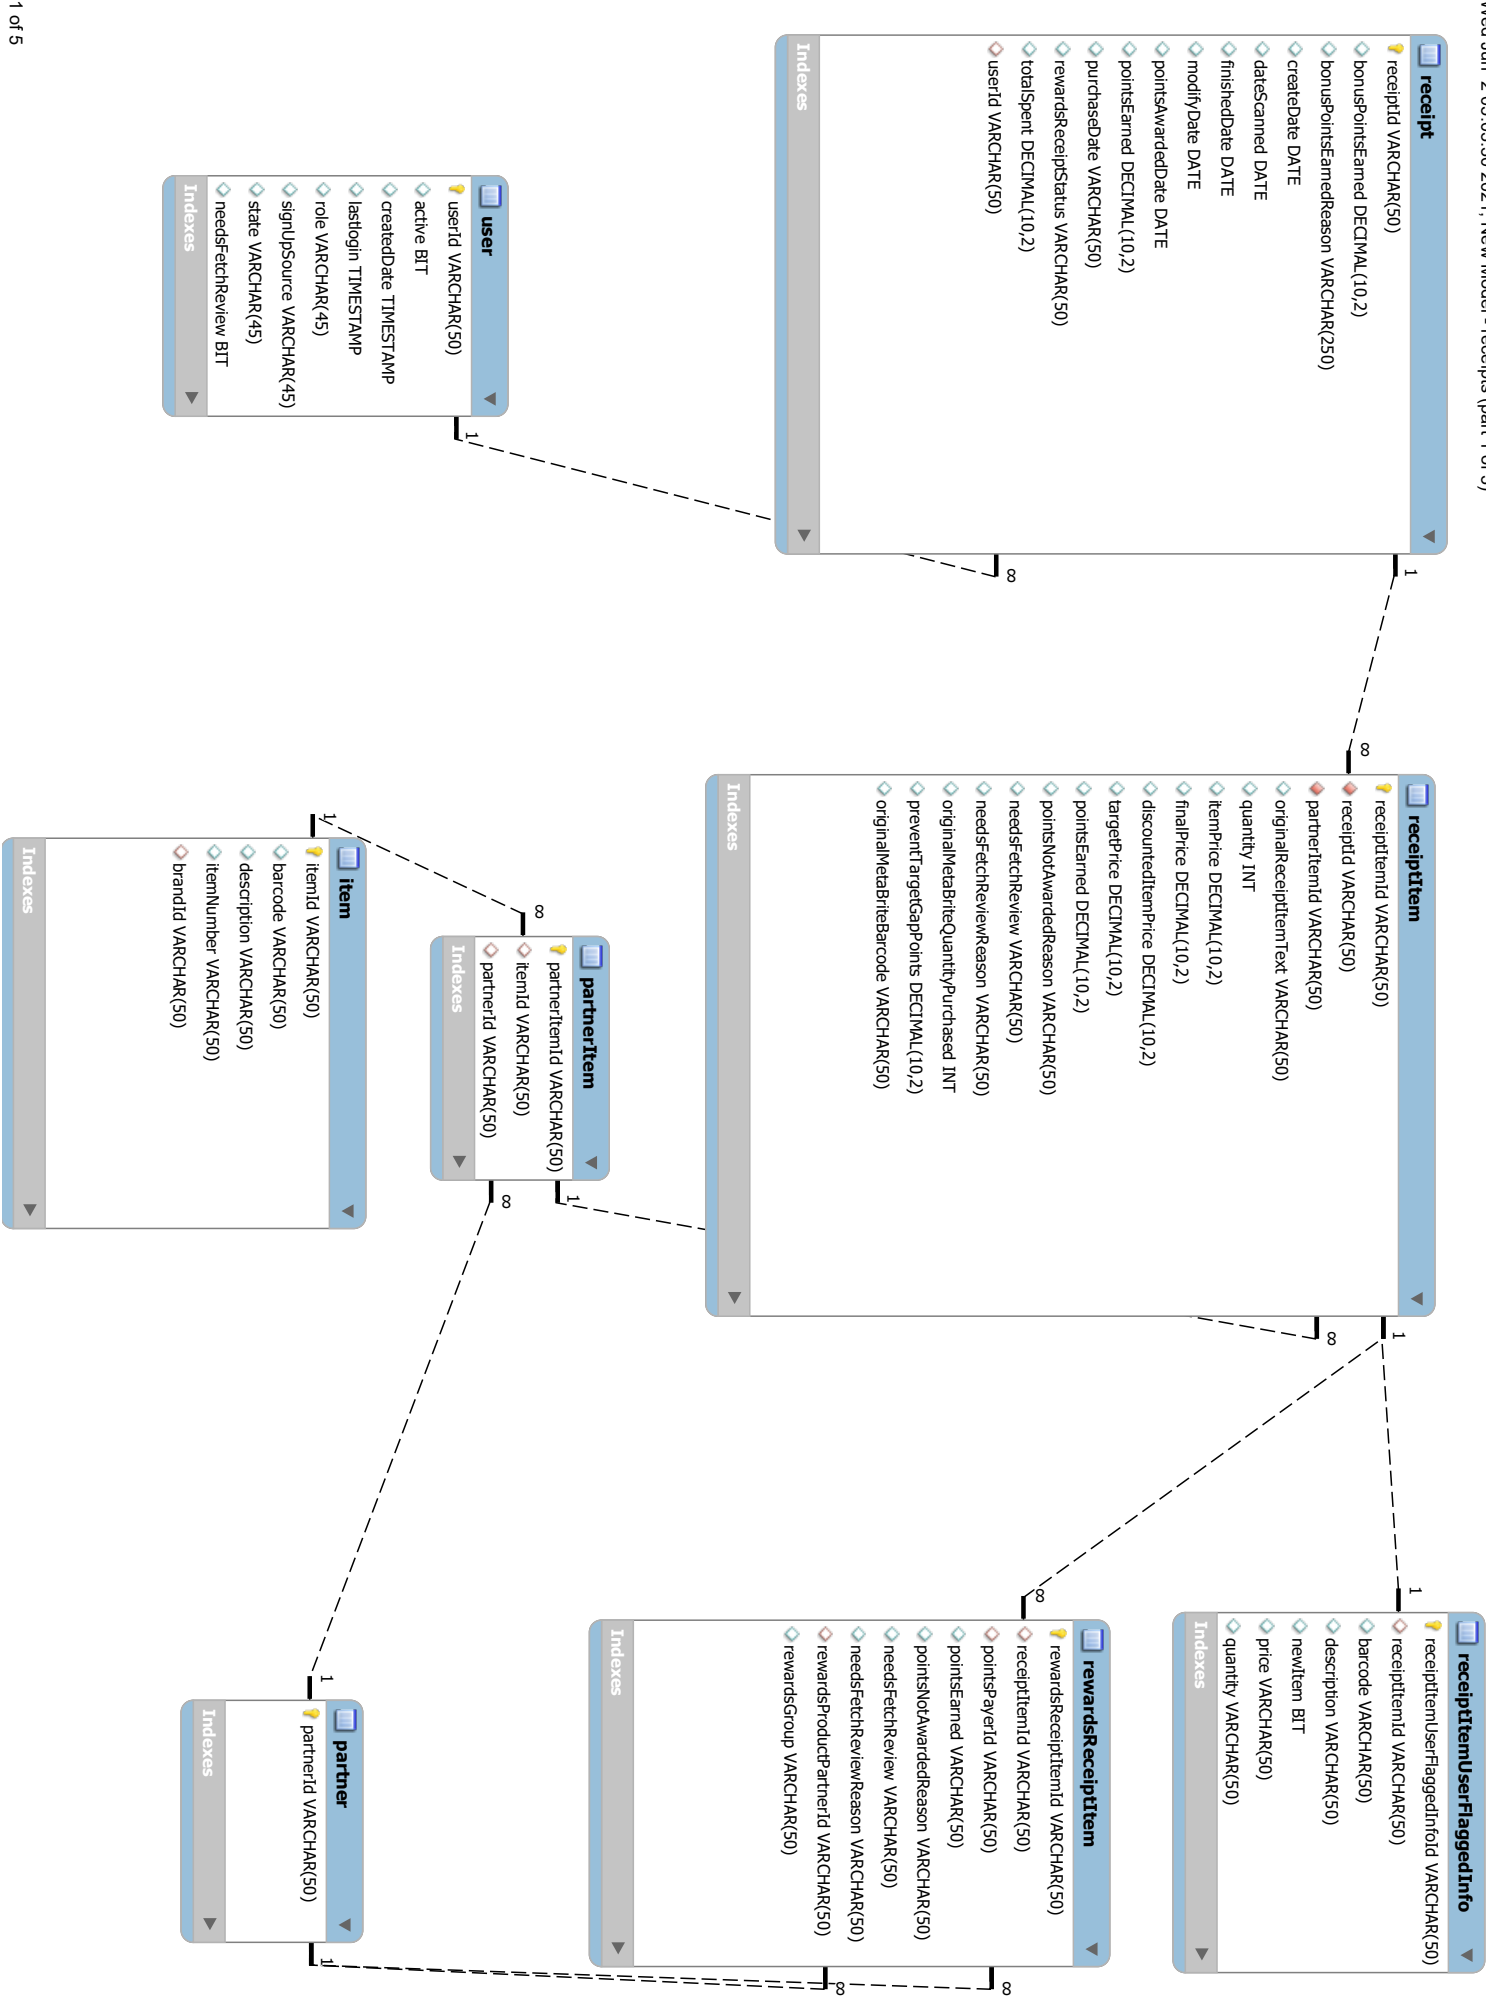 Wed Jun 2 05:05:50 2021, New Model - receipts (part 1 of 5)
receipt
receiptId VARCHAR(50)
bonusPointsEarned DECIMAL(10,2)
bonusPointsEarnedReason VARCHAR(250)
createDate DATE
dateScanned DATE
finishedDate DATE
modifyDate DATE
pointsAwardedDate DATE
pointsEarned DECIMAL(10,2)
purchaseDate VARCHAR(50)
rewardsReceiptStatus VARCHAR(50)
totalSpent DECIMAL(10,2)
userId VARCHAR(50)
Indexes
1
∞
∞
receiptItem
receiptItemId VARCHAR(50)
receiptId VARCHAR(50)
partnerItemId VARCHAR(50)
originalReceiptItemText VARCHAR(50)
quantity INT
itemPrice DECIMAL(10,2)
finalPrice DECIMAL(10,2)
discountedItemPrice DECIMAL(10,2)
targetPrice DECIMAL(10,2)
pointsEarned DECIMAL(10,2)
pointsNotAwardedReason VARCHAR(50)
needsFetchReview VARCHAR(50)
needsFetchReviewReason VARCHAR(50)
originalMetaBriteQuantityPurchased INT
preventTargetGapPoints DECIMAL(10,2)
originalMetaBriteBarcode VARCHAR(50)
Indexes
1
∞
1
receiptItemUserFlaggedInfo
receiptItemUserFlaggedInfoId VARCHAR(50)
receiptItemId VARCHAR(50)
barcode VARCHAR(50)
description VARCHAR(50)
newItem BIT
price VARCHAR(50)
quantity VARCHAR(50)
Indexes
∞
rewardsReceiptItem
rewardsReceiptItemId VARCHAR(50)
receiptItemId VARCHAR(50)
pointsPayerId VARCHAR(50)
pointsEarned VARCHAR(50)
pointsNotAwardedReason VARCHAR(50)
needsFetchReview VARCHAR(50)
needsFetchReviewReason VARCHAR(50)
rewardsProductPartnerId VARCHAR(50)
rewardsGroup VARCHAR(50)
Indexes
∞
∞
user
userId VARCHAR(50)
active BIT
createdDate TIMESTAMP
lastlogin TIMESTAMP
role VARCHAR(45)
signUpSource VARCHAR(45)
state VARCHAR(45)
needsFetchReview BIT
Indexes
1
∞
partnerItem
partnerItemId VARCHAR(50)
itemId VARCHAR(50)
partnerId VARCHAR(50)
Indexes
1
∞
1
item
itemId VARCHAR(50)
barcode VARCHAR(50)
description VARCHAR(50)
itemNumber VARCHAR(50)
brandId VARCHAR(50)
Indexes
1
partner
partnerId VARCHAR(50)
Indexes
1
1 of 5